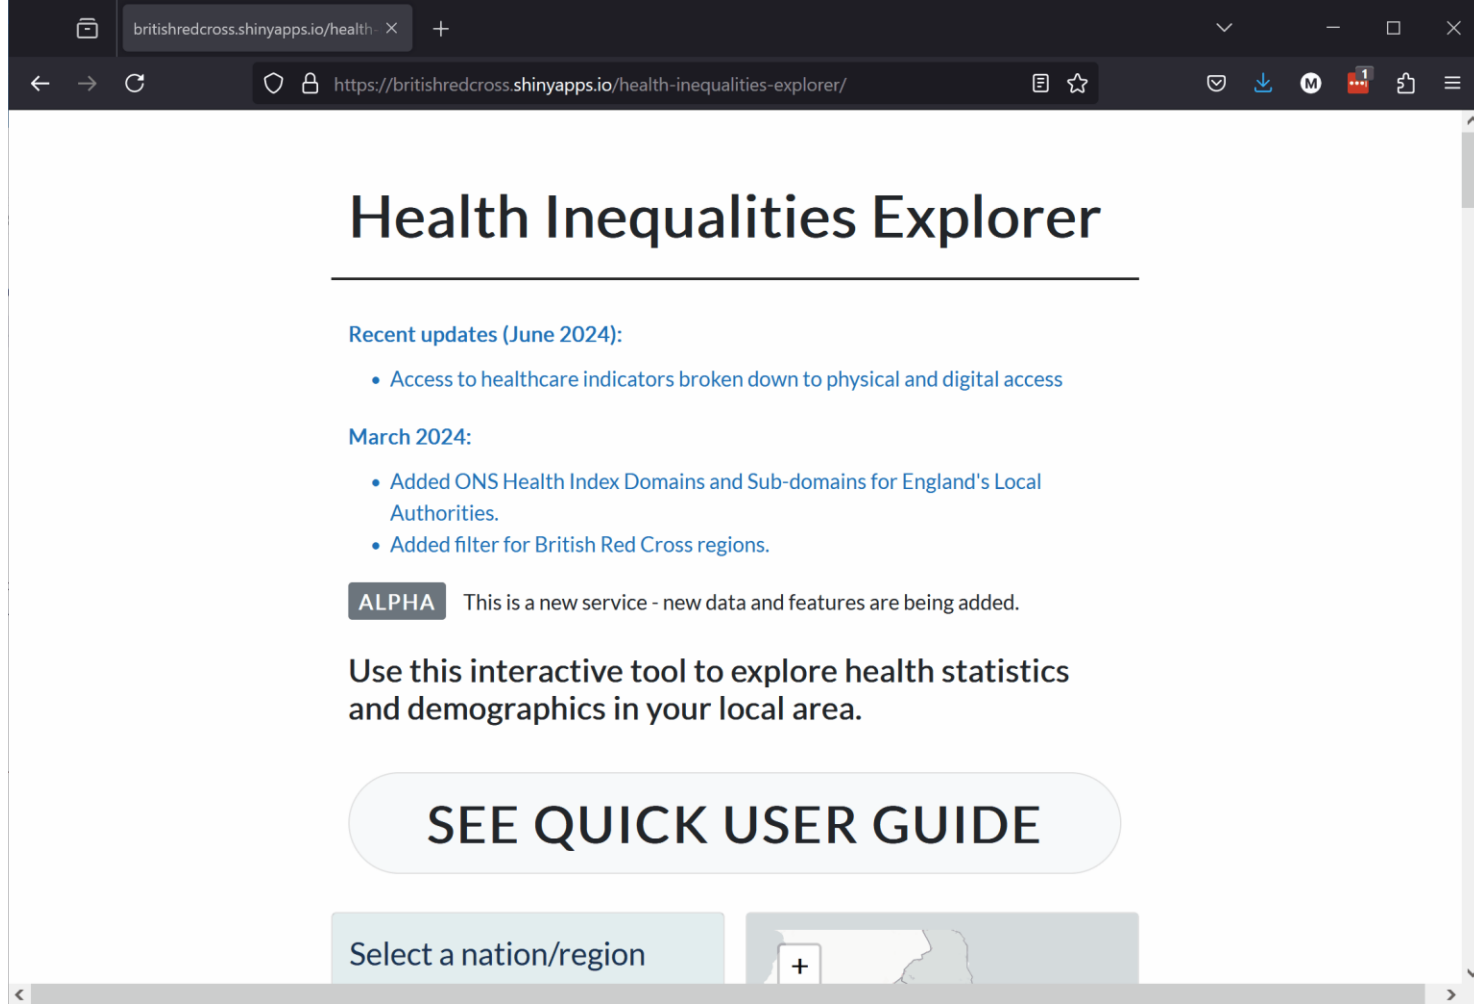 britishredcross.shinyapps.io/health-
https://britishredcross.shinyapps.io/health-inequalities-explorer/
M
1
Health Inequalities Explorer
Recent updates (June 2024):
• Access to healthcare indicators broken down to physical and digital access
March 2024:
• Added ONS Health Index Domains and Sub-domains for England's Local
Authorities.
• Added filter for British Red Cross regions.
ALPHA This is a new service - new data and features are being added.
Use this interactive tool to explore health statistics
and demographics in your local area.
SEE QUICK USER GUIDE
Select a nation/region
+